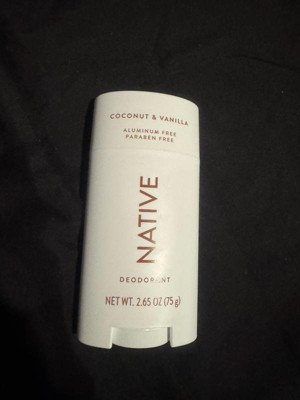 COCONUT & VANILLA
ALUMINUM FREE
PARABEN FREE
NATIVE
DEODORANT
NET WT. 2.65 OZ (75 g)